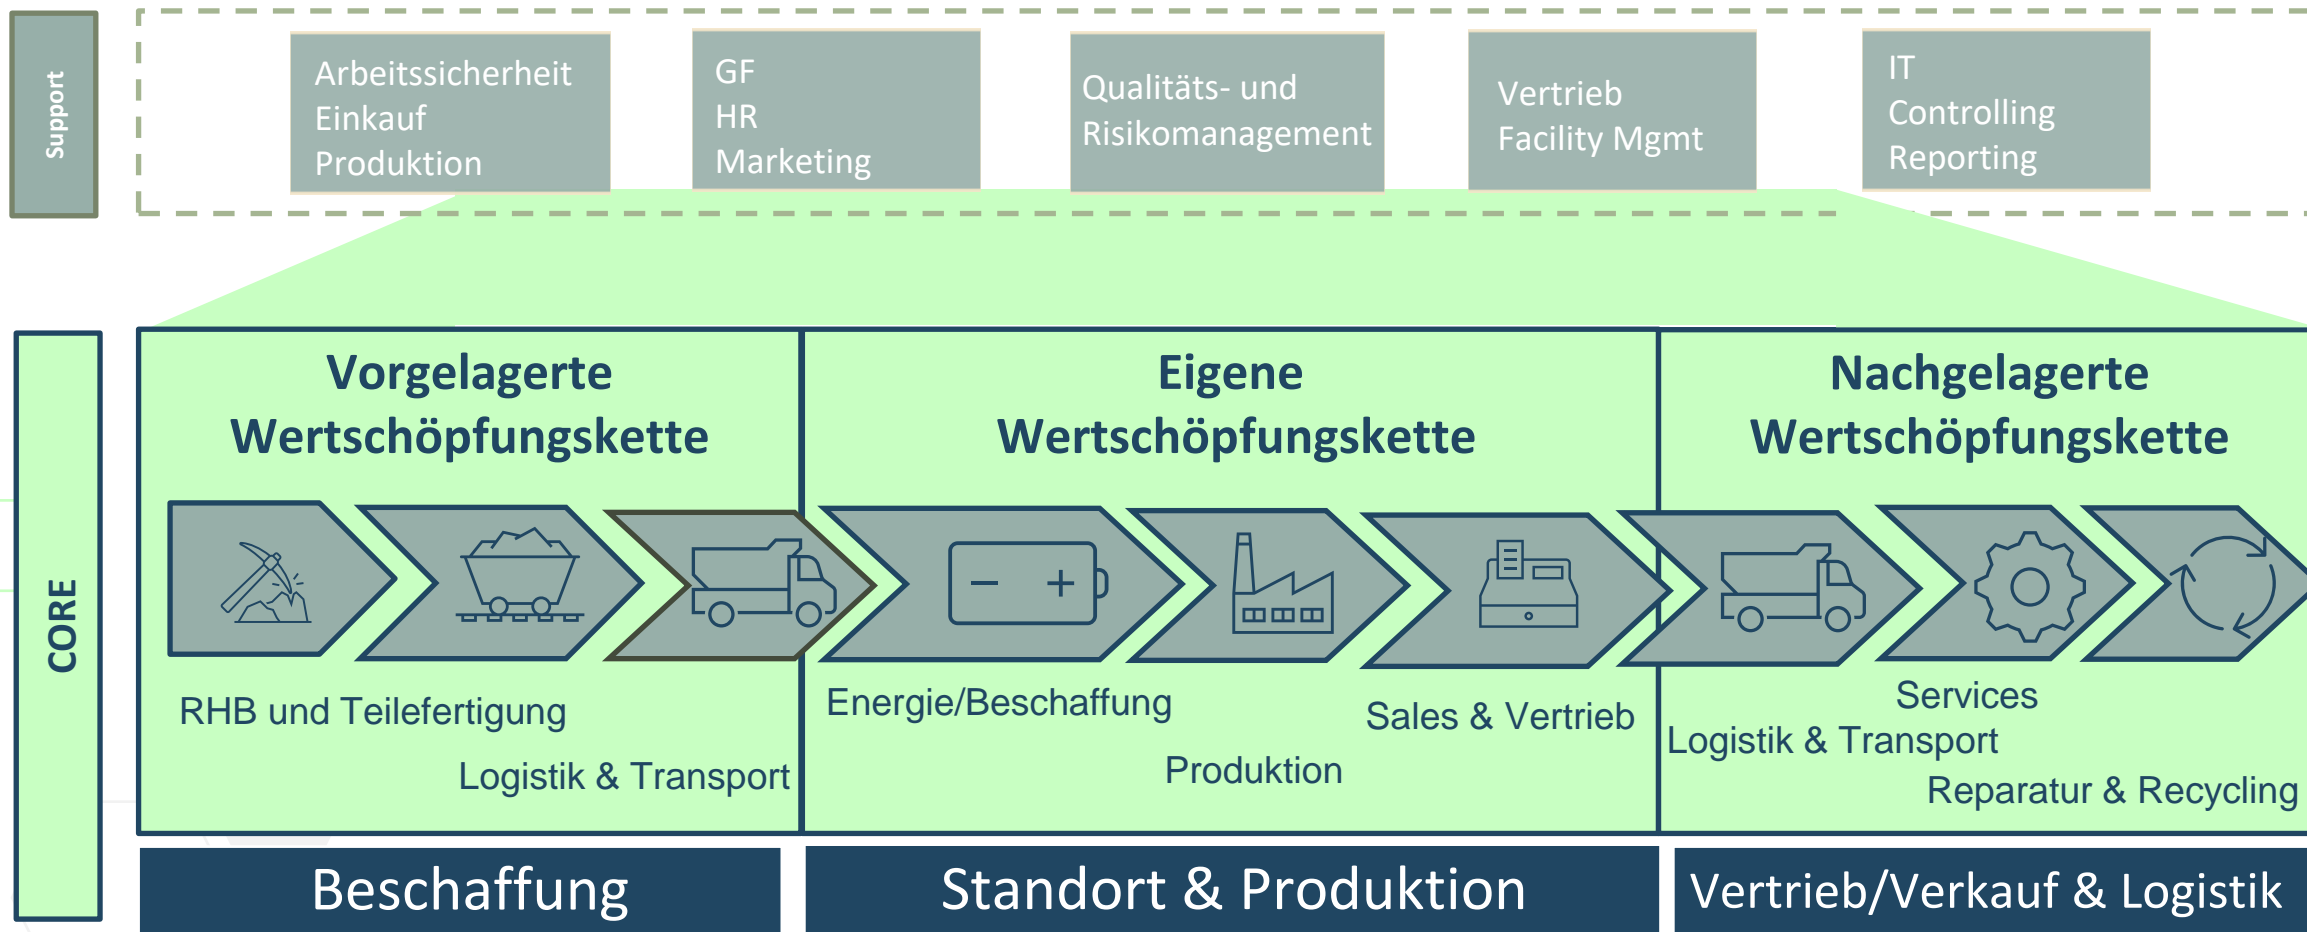 Support
Arbeitssicherheit
Einkauf
Produktion
GF
HR
Marketing
Qualitäts- und
Risikomanagement
Vertrieb
Facility Mgmt
IT
Controlling
Reporting
CORE
Vorgelagerte
Wertschöpfungskette
RHB und Teilefertigung
Logistik & Transport
Eigene
Wertschöpfungskette
Energie/Beschaffung
Produktion
Sales & Vertrieb
Nachgelagerte
Wertschöpfungskette
Services
Logistik & Transport
Reparatur & Recycling
Beschaffung
Standort & Produktion
Vertrieb/Verkauf & Logistik